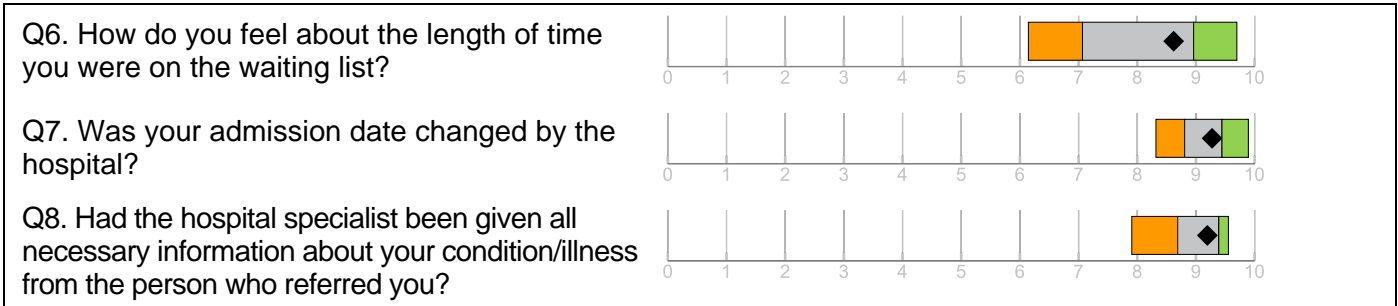 Q6. How do you feel about the length of time
you were on the waiting list?
0 1 2 3 4 5 6 7 8 9 10
Q7. Was your admission date changed by the
hospital?
0 1 2 3 4 5 6 7 8 9 10
Q8. Had the hospital specialist been given all
necessary information about your condition/illness
from the person who referred you?
0 1 2 3 4 5 6 7 8 9 10